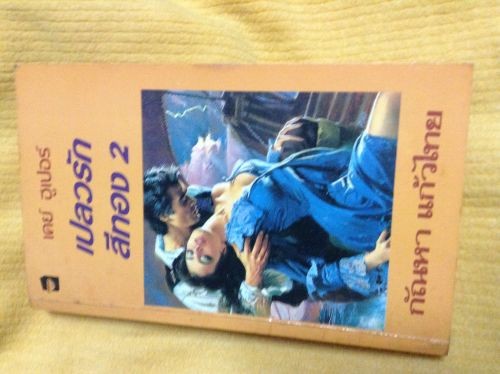 เคย์ ฮูเปอร์
เปลวรัก
สีทอง 2
กัณหา แก้วไทย